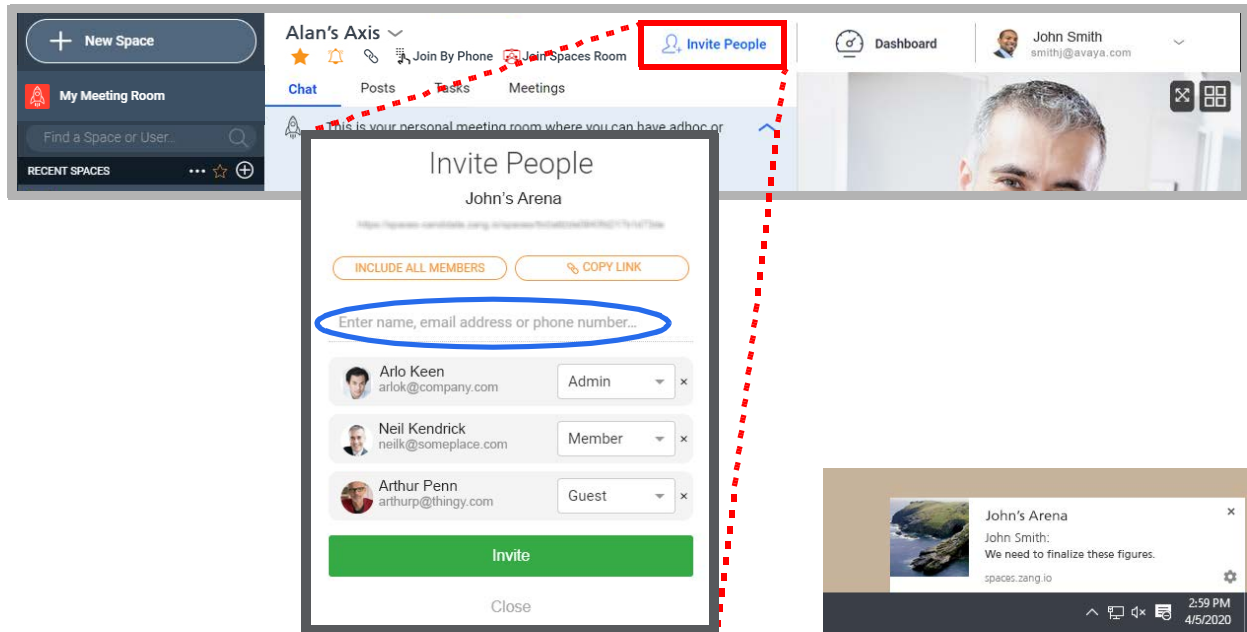 New Space
My Meeting Room
Find a Space or User..
RECENT SPACES
Alan's Axis
Join By Phone
Join Spaces Room
Invite People
Chat
Posts
Tasks
Meetings
This is your personal meeting room where you can have adhoc or
Dashboard
John Smith
smithj@avaya.com
Invite People
John's Arena
INCLUDE ALL MEMBERS
COPY LINK
Enter name, email address or phone number...
Arlo Keen
arlok@company.com
Admin
Neil Kendrick
neilk@someplace.com
Member
Arthur Penn
arthurp@thingy.com
Guest
Invite
Close
John's Arena
John Smith:
We need to finalize these figures.
spaces.zang.io
2:59 PM
4/5/2020